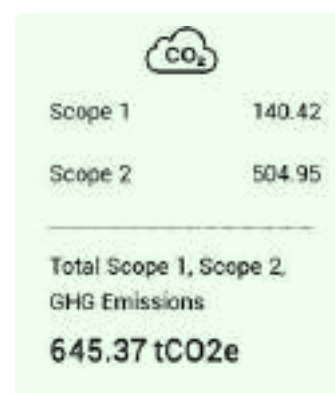 CO₂
Scope 1 140.42
Scope 2 504.95
Total Scope 1, Scope 2,
GHG Emissions
645.37 tCO2e